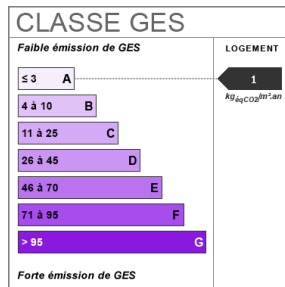 CLASSE GES
Faible émission de GES
LOGEMENT
≤ 3 A
1
4 à 10 B
kgéqCO2/m².an
11 à 25 C
26 à 45 D
46 à 70 E
71 à 95 F
> 95 G
Forte émission de GES